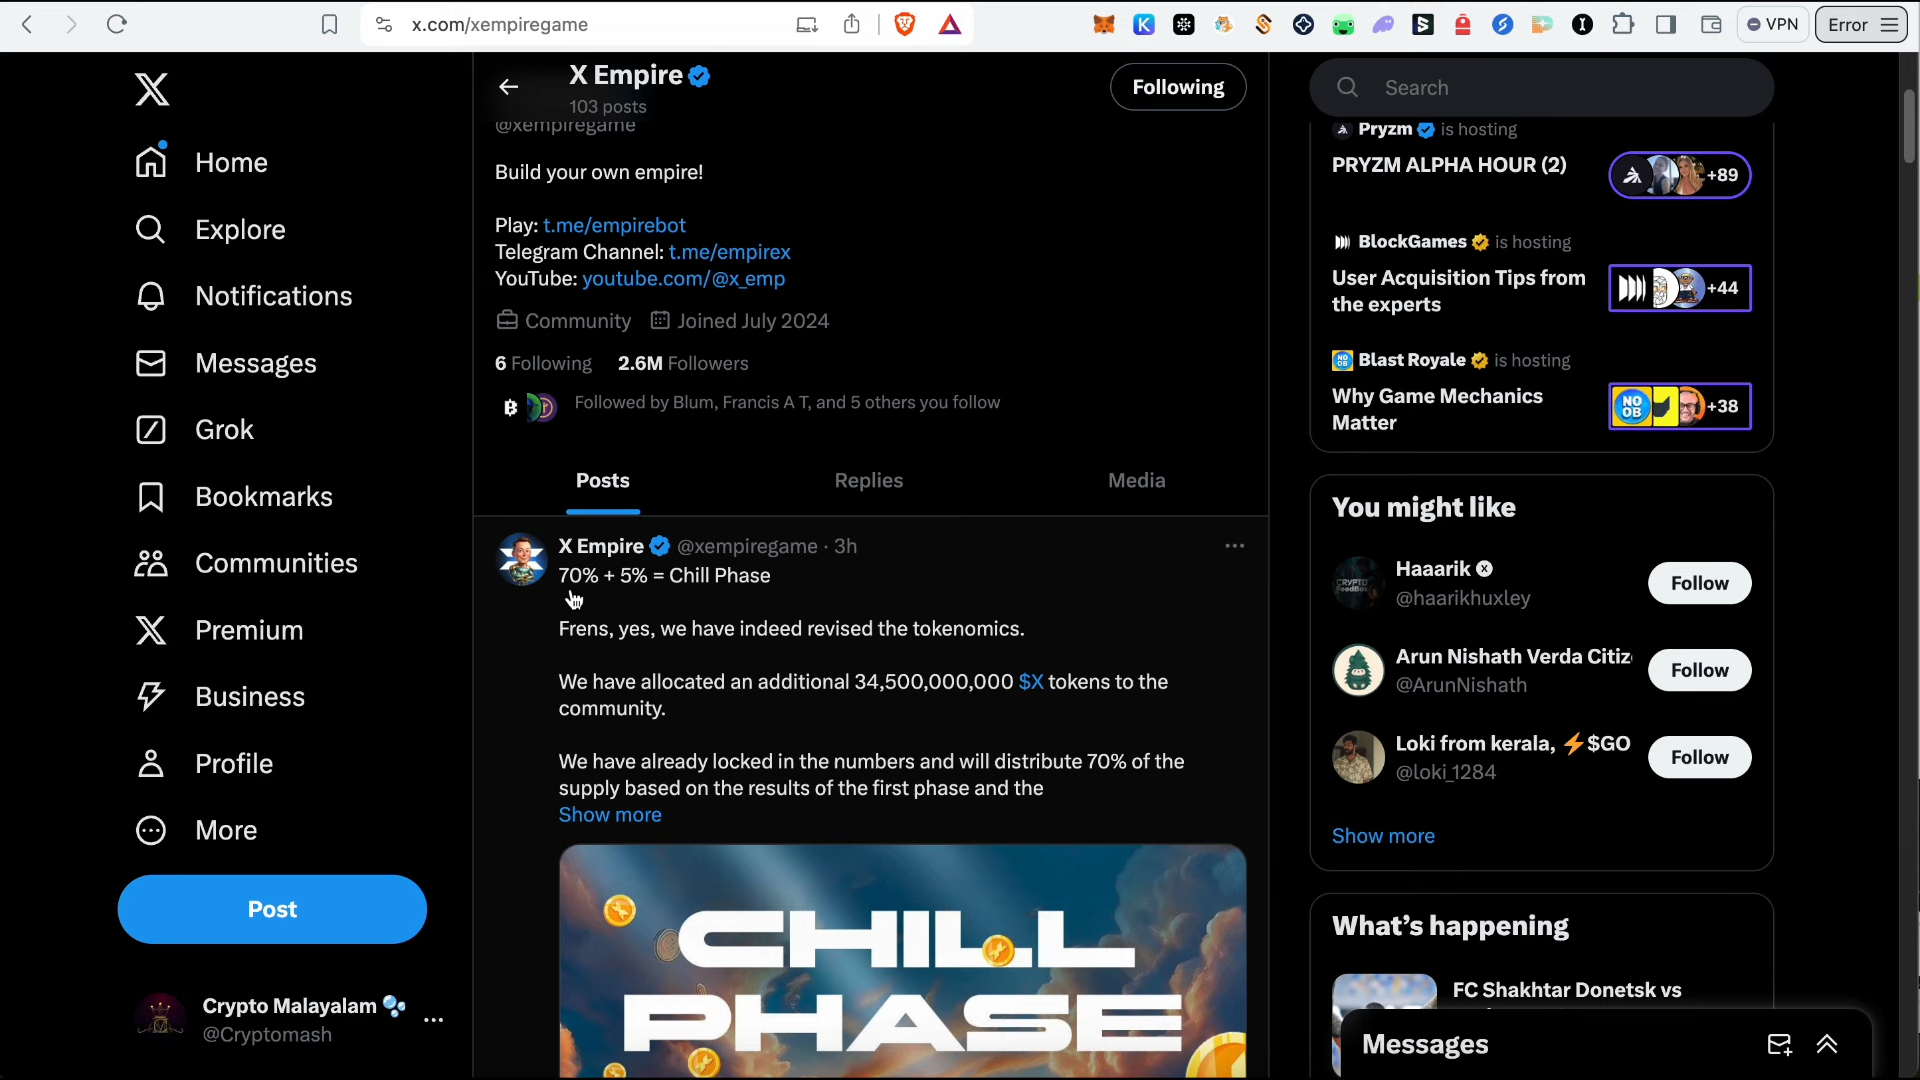 x.com/xempiregame
VPN
Error
Home
Explore
Notifications
Messages
Grok
Bookmarks
Communities
Premium
Business
Profile
More
Post
Crypto Malayalam
@Cryptomash
X Empire
103 posts
Following
@xempiregame
Build your own empire!
Play: t.me/empirebot
Telegram Channel: t.me/empirex
YouTube: youtube.com/@x_emp
Community Joined July 2024
6 Following 2.6M Followers
Followed by Blum, Francis A T, and 5 others you follow
Posts Replies Media
X Empire @xempiregame · 3h
70% + 5% = Chill Phase
Frens, yes, we have indeed revised the tokenomics.
We have allocated an additional 34,500,000,000 $X tokens to the
community.
We have already locked in the numbers and will distribute 70% of the
supply based on the results of the first phase and the
Show more
CHILL
PHASE
Search
Pryzm is hosting
PRYZM ALPHA HOUR (2)
+89
BlockGames is hosting
User Acquisition Tips from
the experts
+44
Blast Royale is hosting
Why Game Mechanics
Matter
NO
OB
+38
You might like
Haaarik
@haarikhuxley
Follow
Arun Nishath Verda Citiz
@ArunNishath
Follow
Loki from kerala, ⚡$GO
@loki_1284
Follow
Show more
What's happening
FC Shakhtar Donetsk vs
Messages